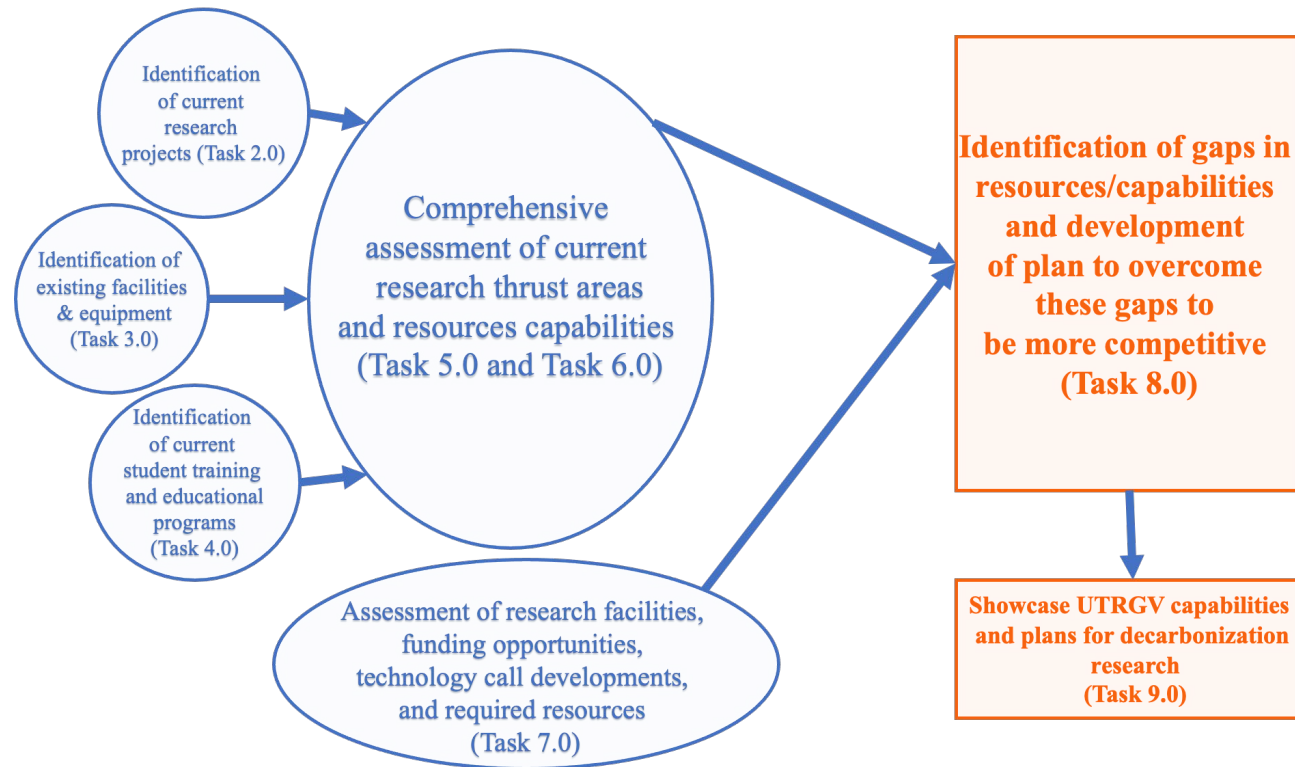 Identification
of current
research
projects (Task 2.0)
Identification of
existing facilities
& equipment
(Task 3.0)
Identification
of current
student training
and educational
programs
(Task 4.0)
Comprehensive
assessment of current
research thrust areas
and resources capabilities
(Task 5.0 and Task 6.0)
Assessment of research facilities,
funding opportunities,
technology call developments,
and required resources
(Task 7.0)
Identification of gaps in
resources/capabilities
and development
of plan to overcome
these gaps to
be more competitive
(Task 8.0)
Showcase UTRGV capabilities
and plans for decarbonization
research
(Task 9.0)